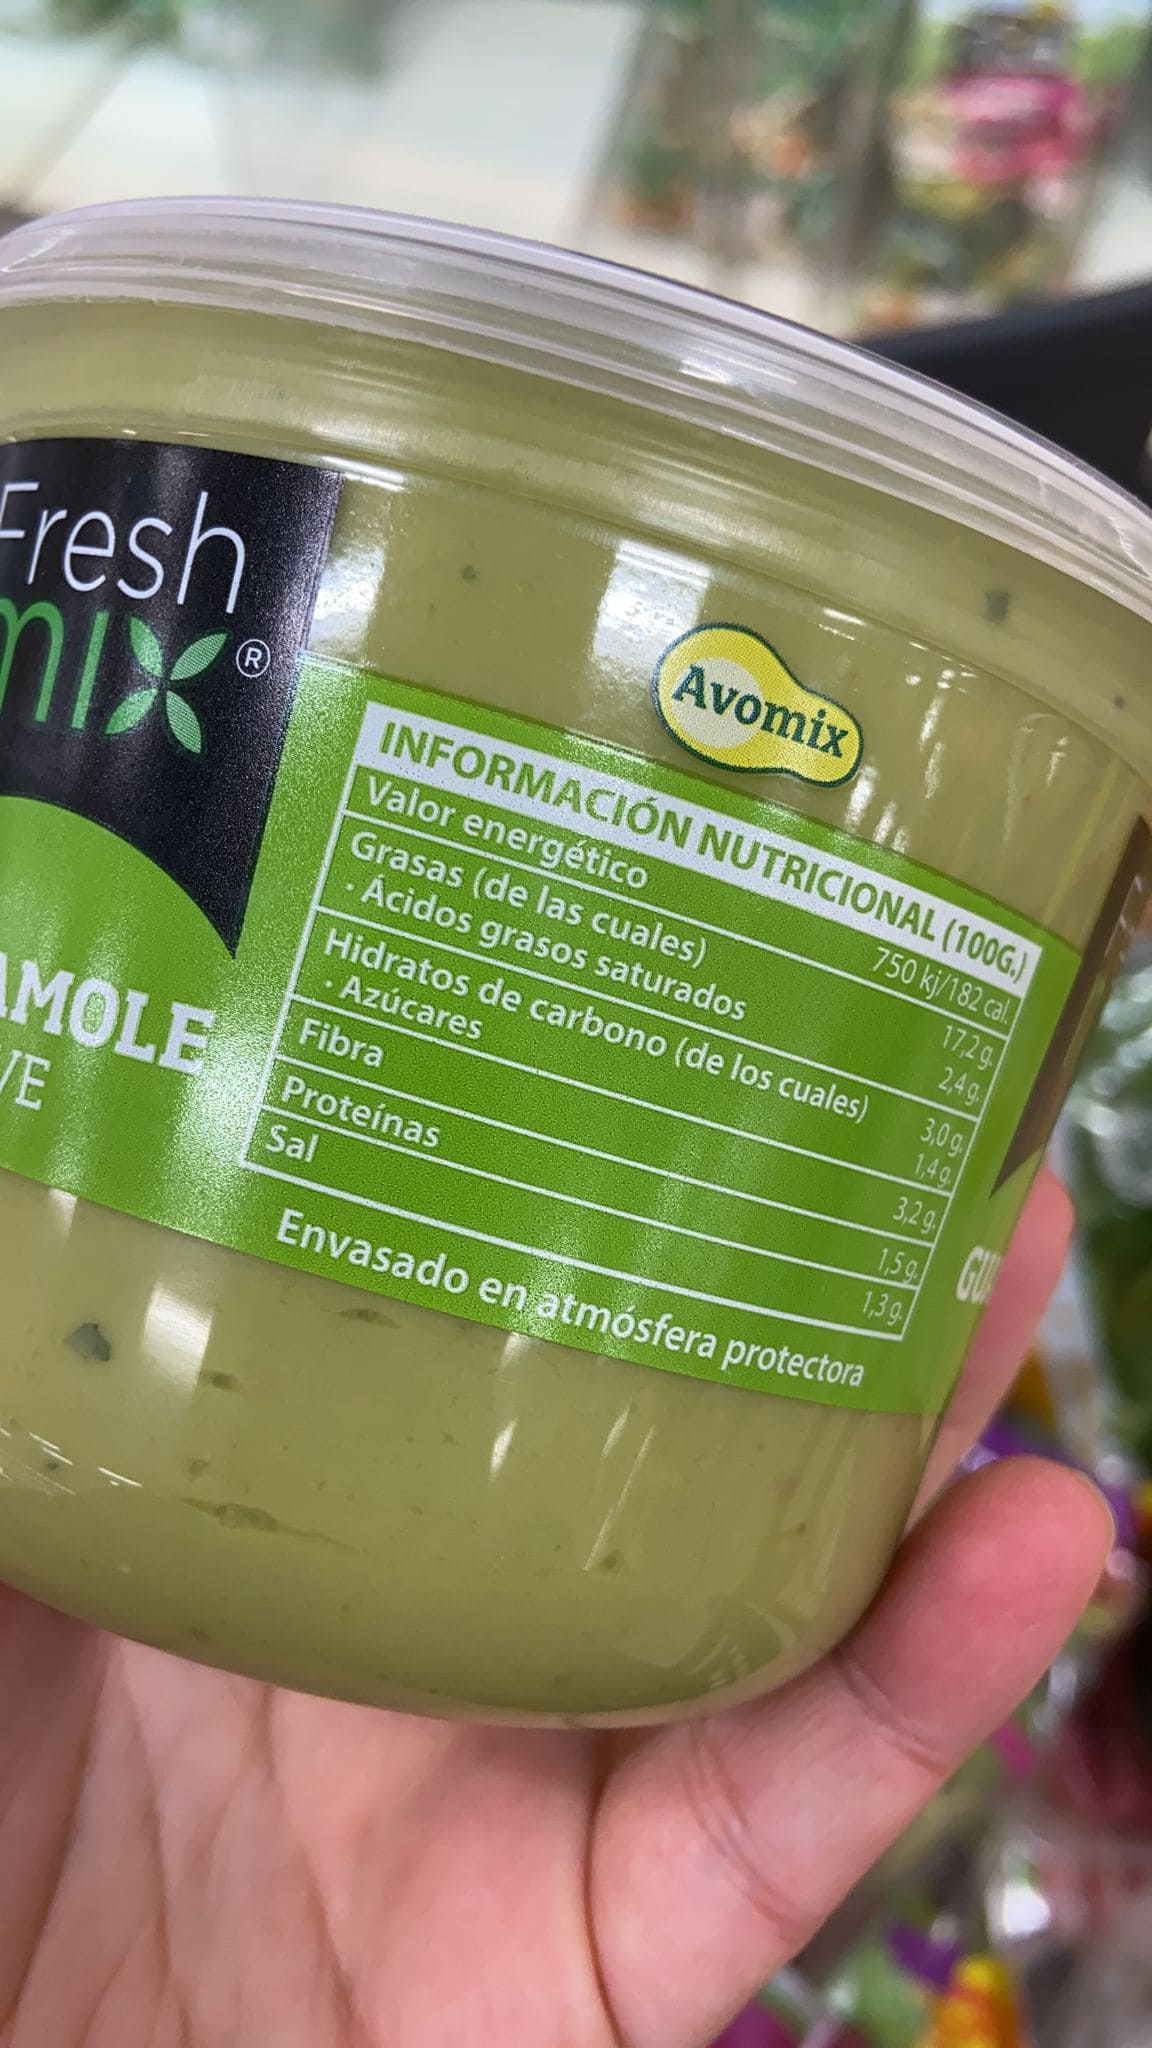 Fresh
mix®
Avomix
INFORMACIÓN NUTRICIONAL (100G.)
Valor energético 750 kj/182 cal.
Grasas (de las cuales) 17,2 g.
· Ácidos grasos saturados 2,4 g.
Hidratos de carbono (de los cuales) 3,0 g.
· Azúcares 1,4 g.
Fibra 3,2 g.
Proteínas 1,5 g.
Sal 1,3 g.
Envasado en atmósfera protectora
AMOLE
VE
GU